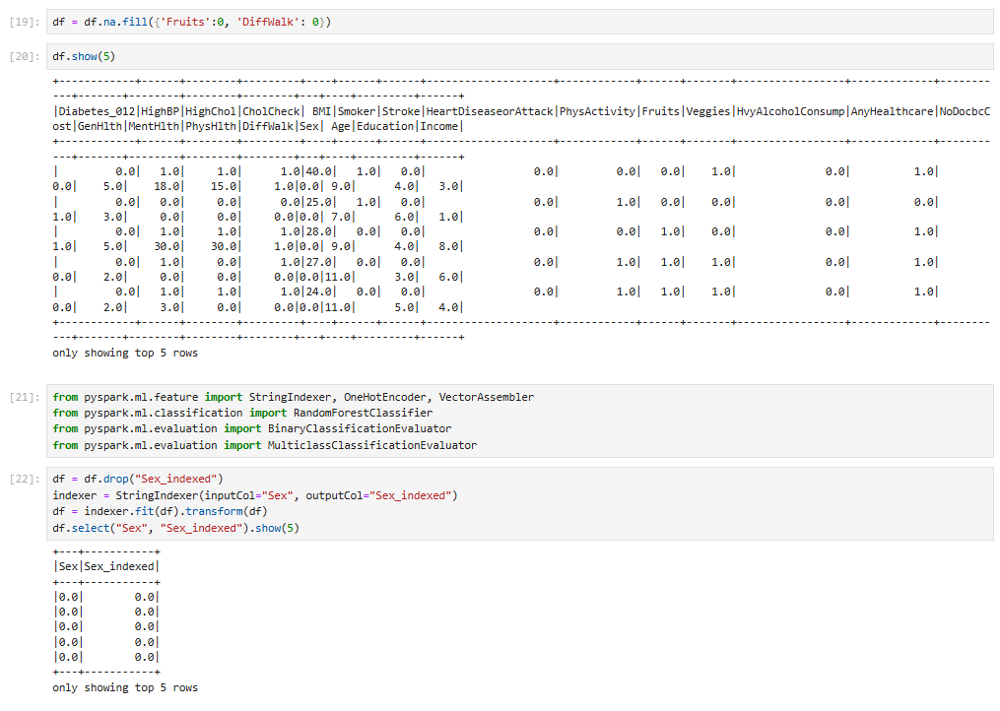 [19]: df = df.na.fill({'Fruits':0, 'DiffWalk': 0})
[20]: df.show(5)
+------------+------+--------+---------+----+------+------+--------------------+------------+------+-------+-----------------+-------------+--------
---+-------+--------+--------+--------+---+----+---------+------+
|Diabetes_012|HighBP|HighChol|CholCheck| BMI|Smoker|Stroke|HeartDiseaseorAttack|PhysActivity|Fruits|Veggies|HvyAlcoholConsump|AnyHealthcare|NoDocbcC
ost|GenHlth|MentHlth|PhysHlth|DiffWalk|Sex| Age|Education|Income|
+------------+------+--------+---------+----+------+------+--------------------+------------+------+-------+-----------------+-------------+--------
---+-------+--------+--------+--------+---+----+---------+------+
|         0.0|   1.0|     1.0|      1.0|40.0|   1.0|   0.0|                 0.0|         0.0|   0.0|    1.0|              0.0|          1.0|
0.0|    5.0|    18.0|    15.0|     1.0|0.0| 9.0|      4.0|   3.0|
|         0.0|   0.0|     0.0|      0.0|25.0|   1.0|   0.0|                 0.0|         1.0|   0.0|    0.0|              0.0|          0.0|
1.0|    3.0|     0.0|     0.0|     0.0|0.0| 7.0|      6.0|   1.0|
|         0.0|   1.0|     1.0|      1.0|28.0|   0.0|   0.0|                 0.0|         0.0|   1.0|    0.0|              0.0|          1.0|
1.0|    5.0|    30.0|    30.0|     1.0|0.0| 9.0|      4.0|   8.0|
|         0.0|   1.0|     0.0|      1.0|27.0|   0.0|   0.0|                 0.0|         1.0|   1.0|    1.0|              0.0|          1.0|
0.0|    2.0|     0.0|     0.0|     0.0|0.0|11.0|      3.0|   6.0|
|         0.0|   1.0|     1.0|      1.0|24.0|   0.0|   0.0|                 0.0|         1.0|   1.0|    1.0|              0.0|          1.0|
0.0|    2.0|     3.0|     0.0|     0.0|0.0|11.0|      5.0|   4.0|
+------------+------+--------+---------+----+------+------+--------------------+------------+------+-------+-----------------+-------------+--------
---+-------+--------+--------+--------+---+----+---------+------+
only showing top 5 rows
[21]: from pyspark.ml.feature import StringIndexer, OneHotEncoder, VectorAssembler
from pyspark.ml.classification import RandomForestClassifier
from pyspark.ml.evaluation import BinaryClassificationEvaluator
from pyspark.ml.evaluation import MulticlassClassificationEvaluator
[22]: df = df.drop("Sex_indexed")
indexer = StringIndexer(inputCol="Sex", outputCol="Sex_indexed")
df = indexer.fit(df).transform(df)
df.select("Sex", "Sex_indexed").show(5)
+---+-----------+
|Sex|Sex_indexed|
+---+-----------+
|0.0|        0.0|
|0.0|        0.0|
|0.0|        0.0|
|0.0|        0.0|
|0.0|        0.0|
+---+-----------+
only showing top 5 rows